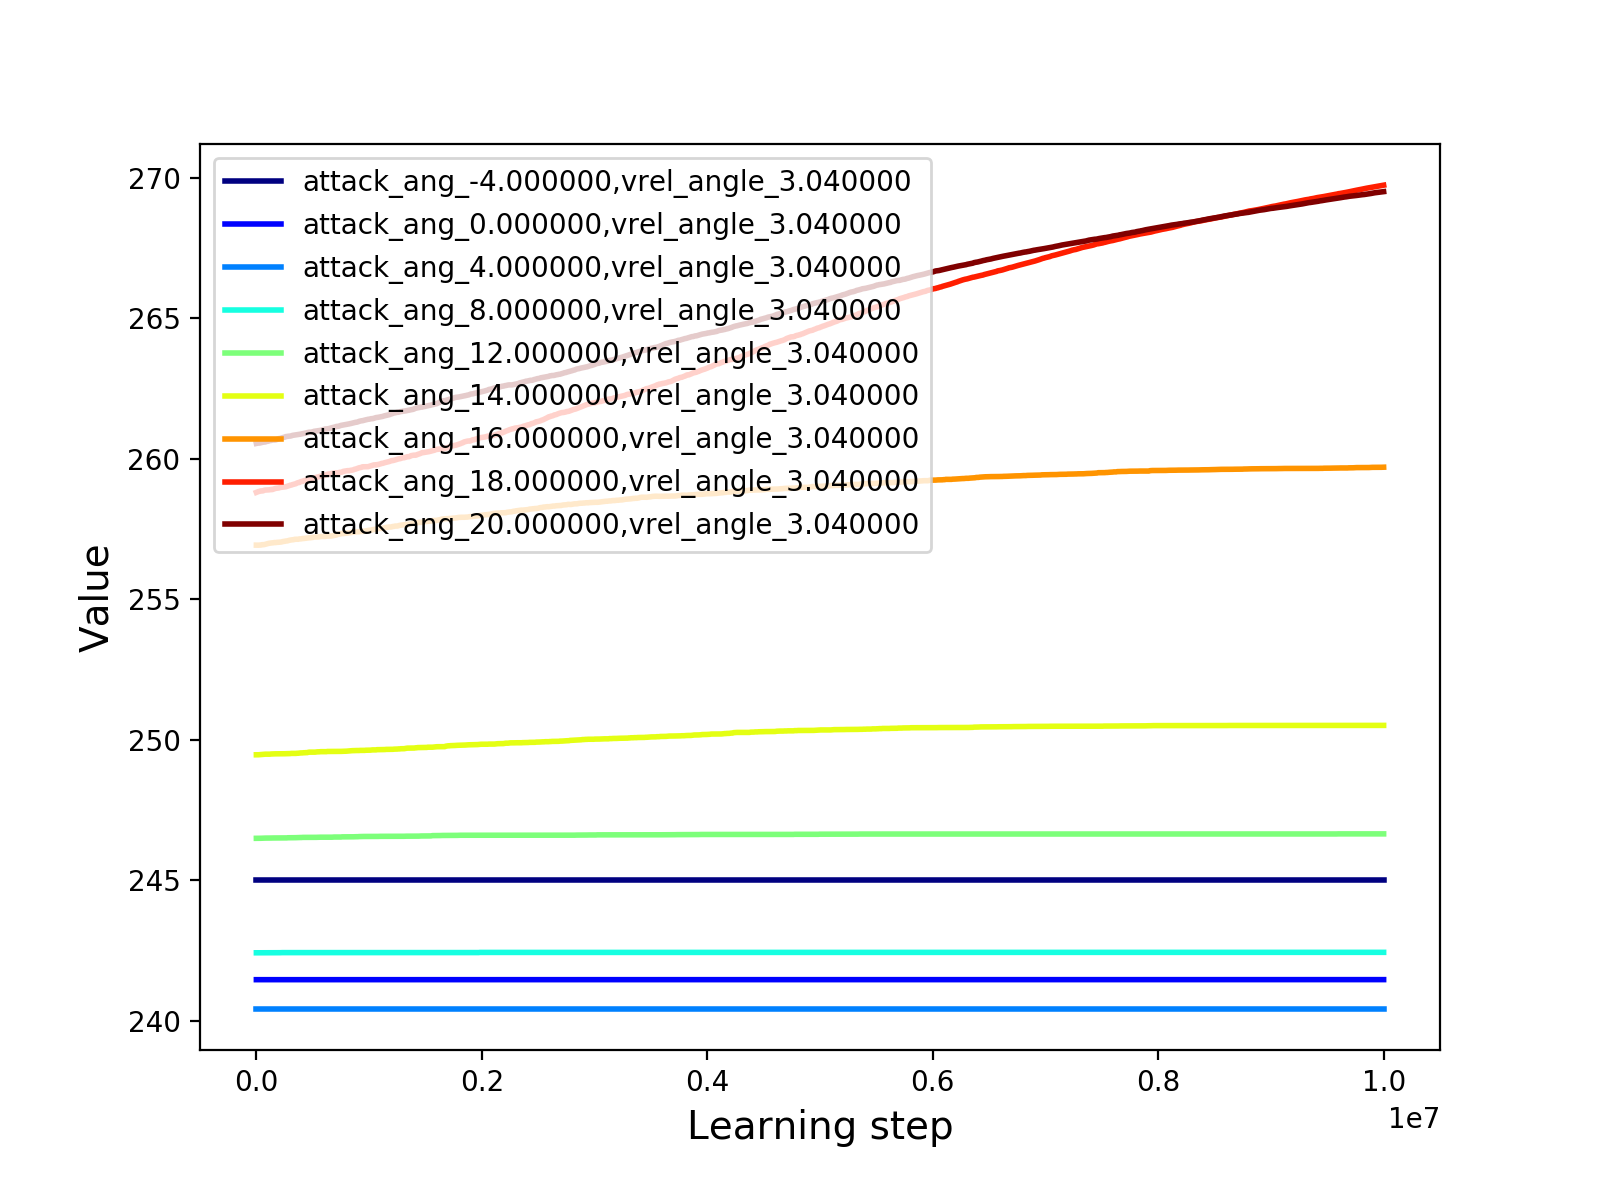 270
265
260
255
250
245
240
Value
attack_ang_-4.000000,vrel_angle_3.040000
attack_ang_0.000000,vrel_angle_3.040000
attack_ang_4.000000,vrel_angle_3.040000
attack_ang_8.000000,vrel_angle_3.040000
attack_ang_12.000000,vrel_angle_3.040000
attack_ang_14.000000,vrel_angle_3.040000
attack_ang_16.000000,vrel_angle_3.040000
attack_ang_18.000000,vrel_angle_3.040000
attack_ang_20.000000,vrel_angle_3.040000
0.0 0.2 0.4 0.6 0.8 1.0
1e7
Learning step